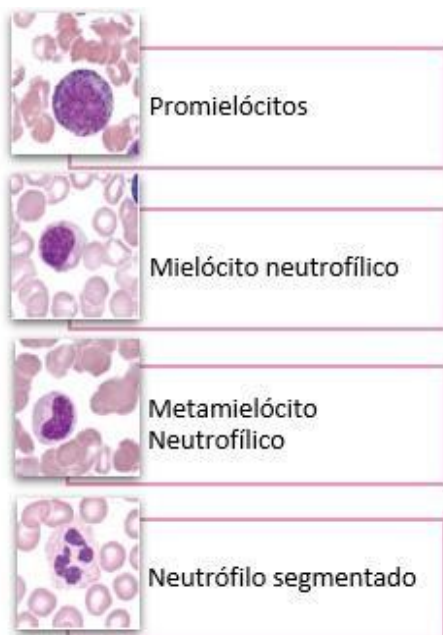 Promielócitos
Mielócito neutrofílico
Metamielócito
Neutrofílico
Neutrófilo segmentado